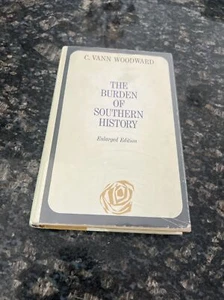 C. VANN WOODWARD
THE
BURDEN
OF
SOUTHERN
HISTORY
Enlarged Edition